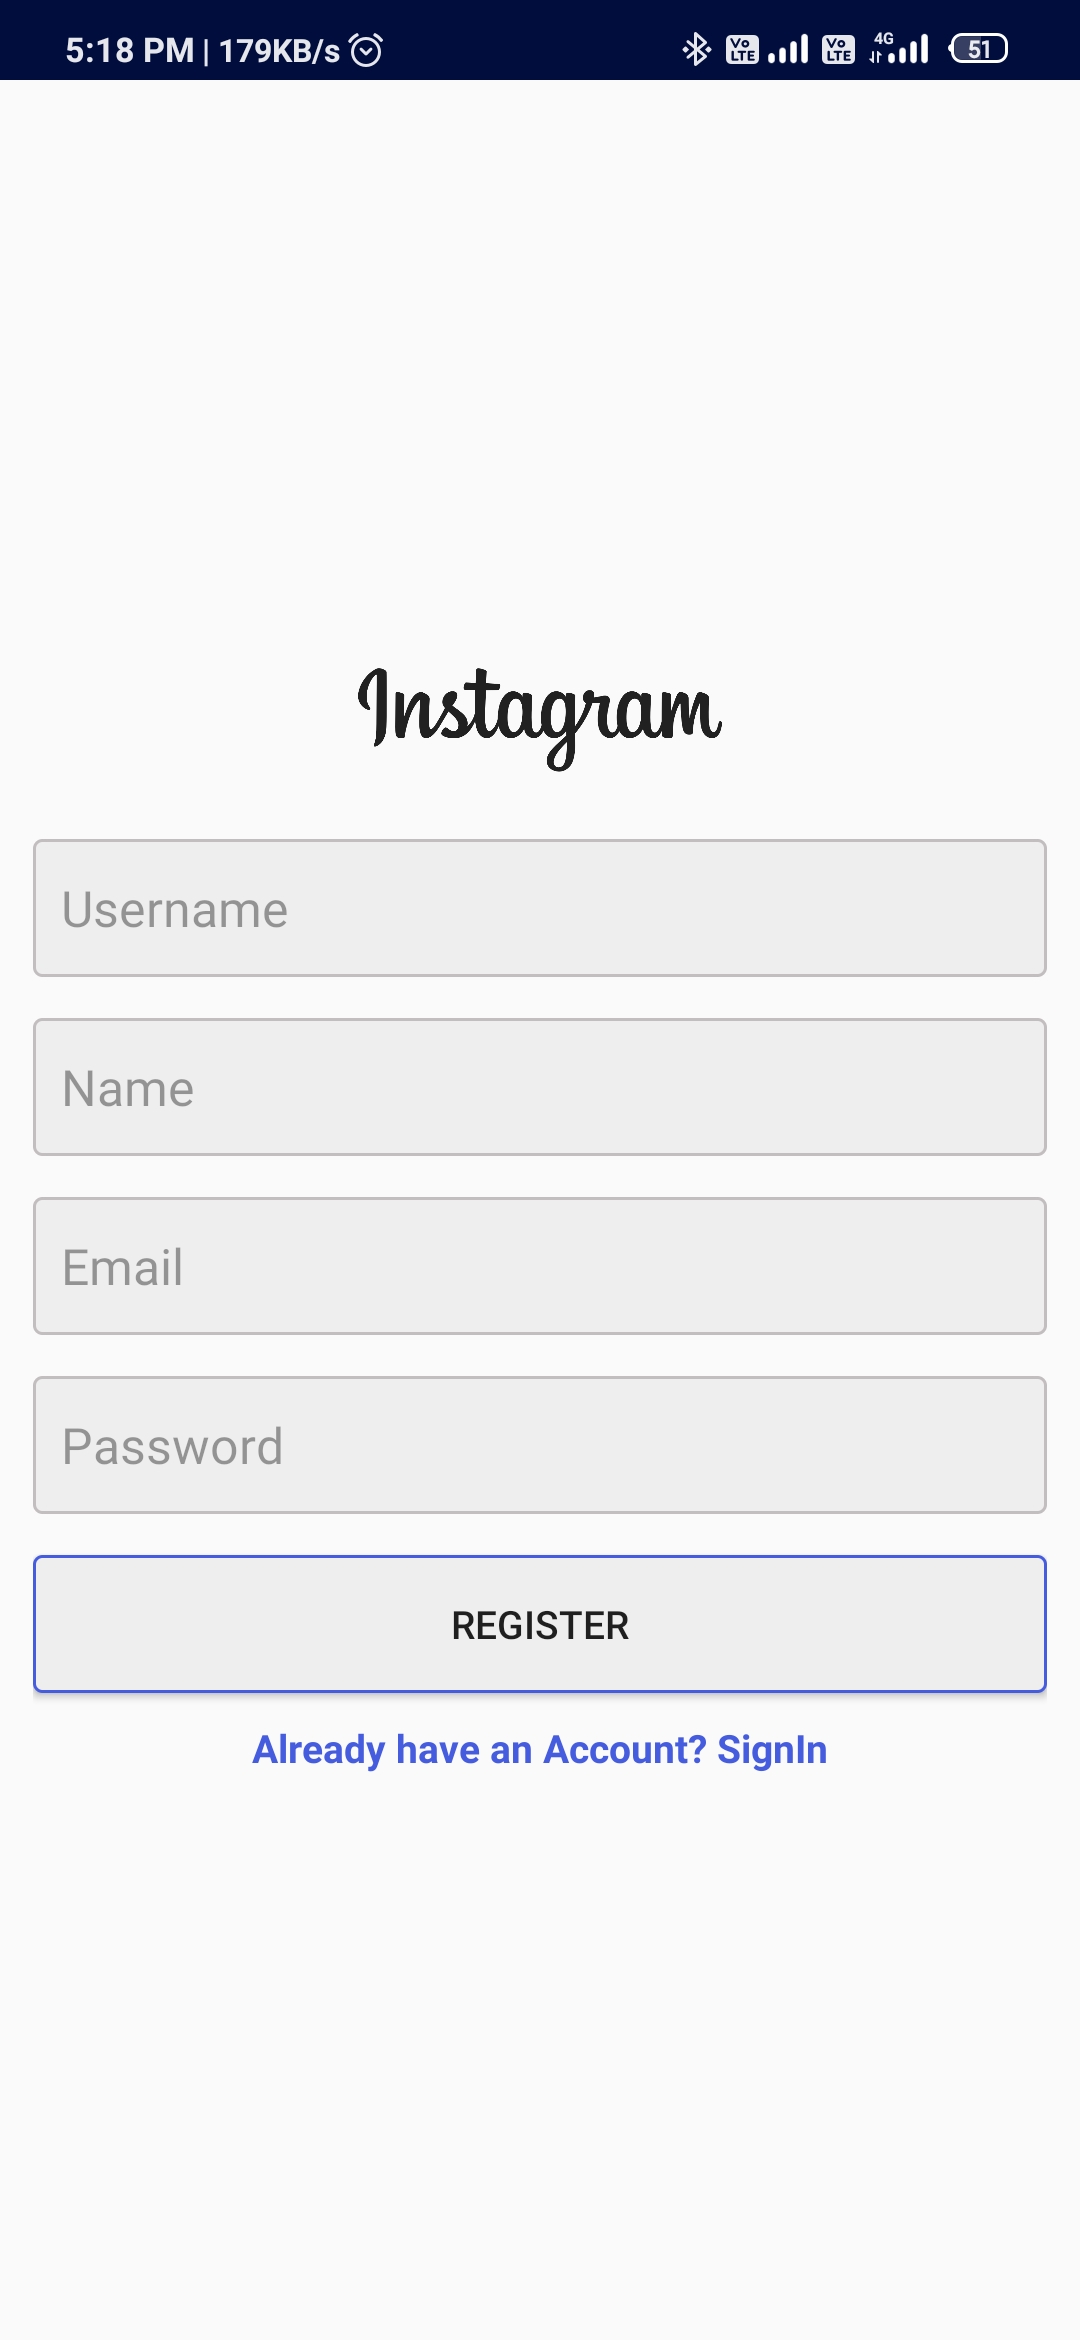 5:18 PM | 179KB/s Vo LTE Vo LTE 4G 51
Instagram
Username
Name
Email
Password
REGISTER
Already have an Account? SignIn